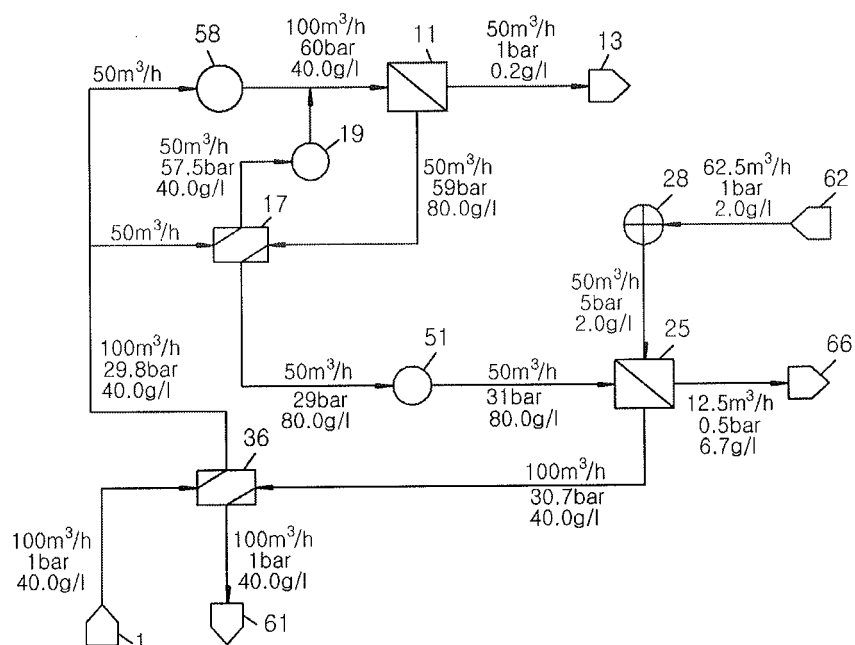 58
100m³/h
60bar
40.0g/l
11
50m³/h
1bar
0.2g/l
13
50m³/h
50m³/h
57.5bar
40.0g/l
19
50m³/h
59bar
80.0g/l
17
50m³/h
28
62.5m³/h
1bar
2.0g/l
62
50m³/h
5bar
2.0g/l
25
100m³/h
29.8bar
40.0g/l
51
50m³/h
29bar
80.0g/l
50m³/h
31bar
80.0g/l
66
12.5m³/h
0.5bar
6.7g/l
36
100m³/h
30.7bar
40.0g/l
100m³/h
1bar
40.0g/l
100m³/h
1bar
40.0g/l
1
61